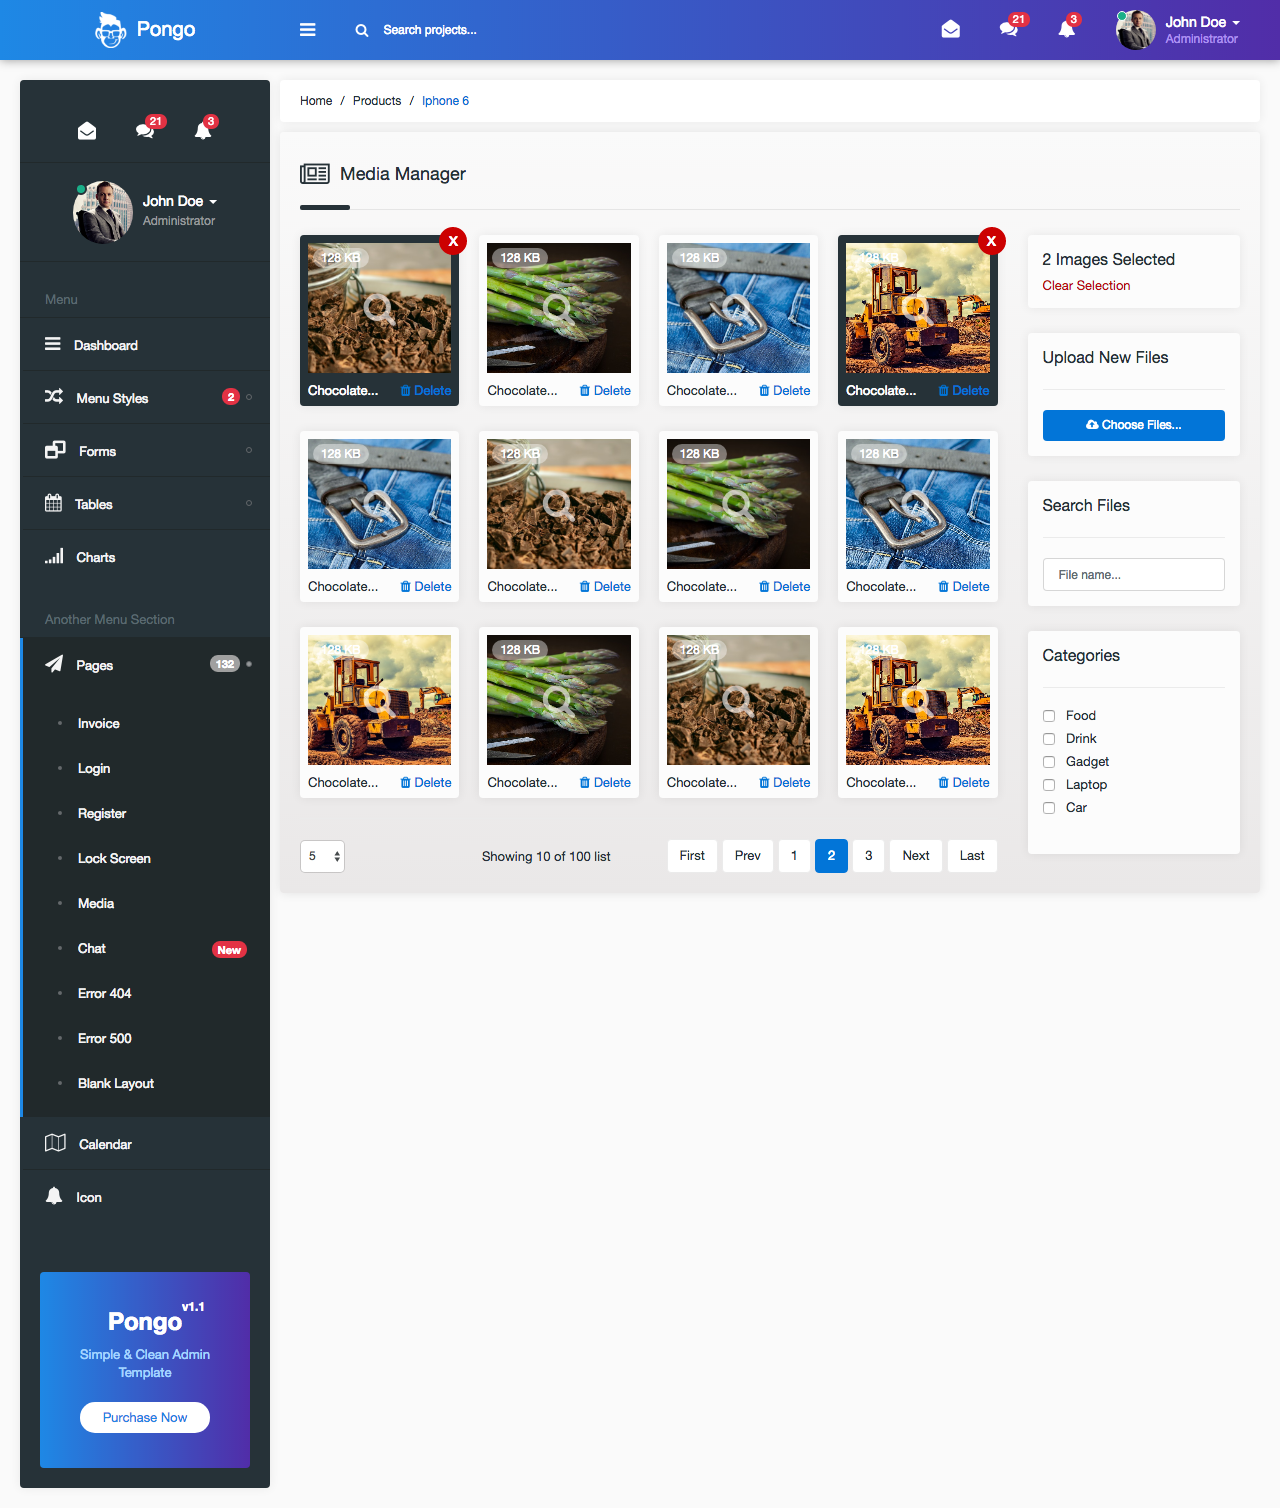 Pongo
Search projects...
21
3
John Doe
Administrator
21
3
John Doe
Administrator
Menu
Dashboard
Menu Styles 2
Forms
Tables
Charts
Another Menu Section
Pages 132
Invoice
Login
Register
Lock Screen
Media
Chat New
Error 404
Error 500
Blank Layout
Calendar
Icon
Pongo v1.1
Simple & Clean Admin
Template
Purchase Now
Home / Products / Iphone 6
Media Manager
X X
128 KB 128 KB 128 KB 128 KB
Chocolate... Delete Chocolate... Delete Chocolate... Delete Chocolate... Delete
128 KB 128 KB 128 KB 128 KB
Chocolate... Delete Chocolate... Delete Chocolate... Delete Chocolate... Delete
128 KB 128 KB 128 KB 128 KB
Chocolate... Delete Chocolate... Delete Chocolate... Delete Chocolate... Delete
5 Showing 10 of 100 list First Prev 1 2 3 Next Last
2 Images Selected
Clear Selection
Upload New Files
Choose Files...
Search Files
File name...
Categories
Food
Drink
Gadget
Laptop
Car